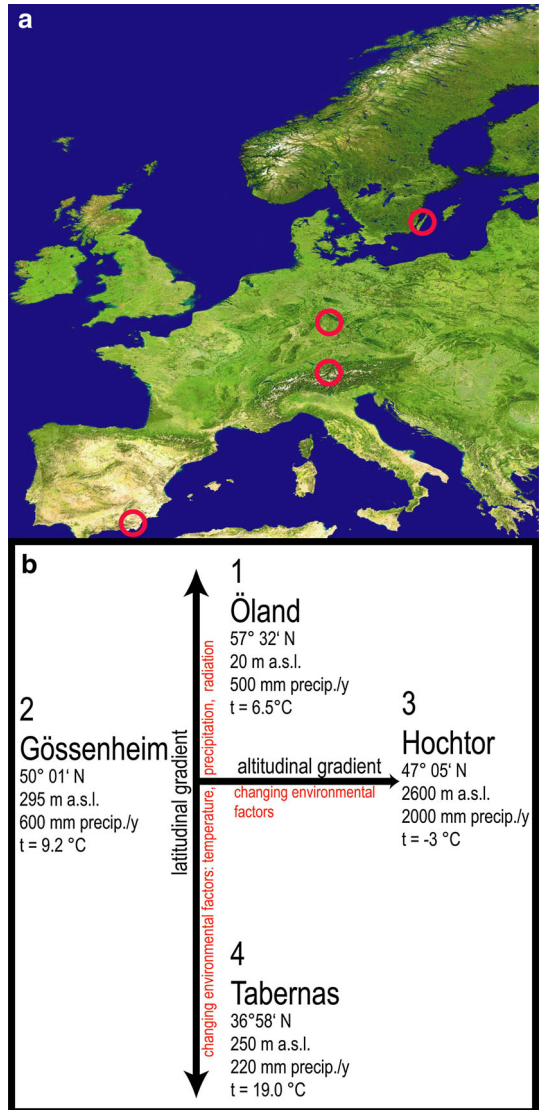 a
b
1
Öland
57° 32‘ N
20 m a.s.l.
500 mm precip./y
t = 6.5°C
2
Gössenheim
50° 01‘ N
295 m a.s.l.
600 mm precip./y
t = 9.2 °C
latitudinal gradient
changing environmental factors: temperature, precipitation, radiation
altitudinal gradient
changing environmental
factors
3
Hochtor
47° 05‘ N
2600 m a.s.l.
2000 mm precip./y
t = -3 °C
4
Tabernas
36°58‘ N
250 m a.s.l.
220 mm precip./y
t = 19.0 °C